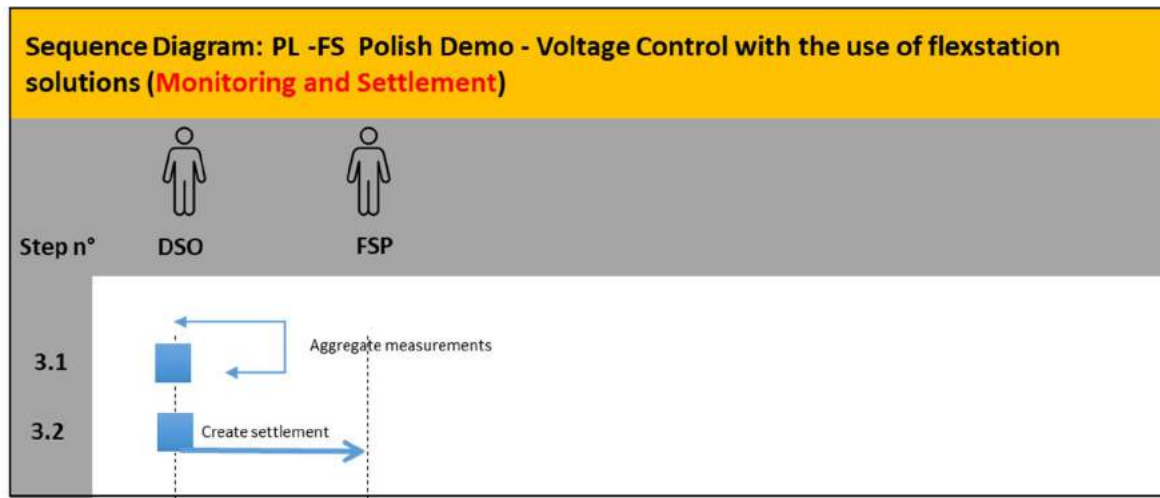 Sequence Diagram: PL -FS Polish Demo - Voltage Control with the use of flexstation
solutions (Monitoring and Settlement)
Step n°
DSO
FSP
3.1
Aggregate measurements
3.2
Create settlement